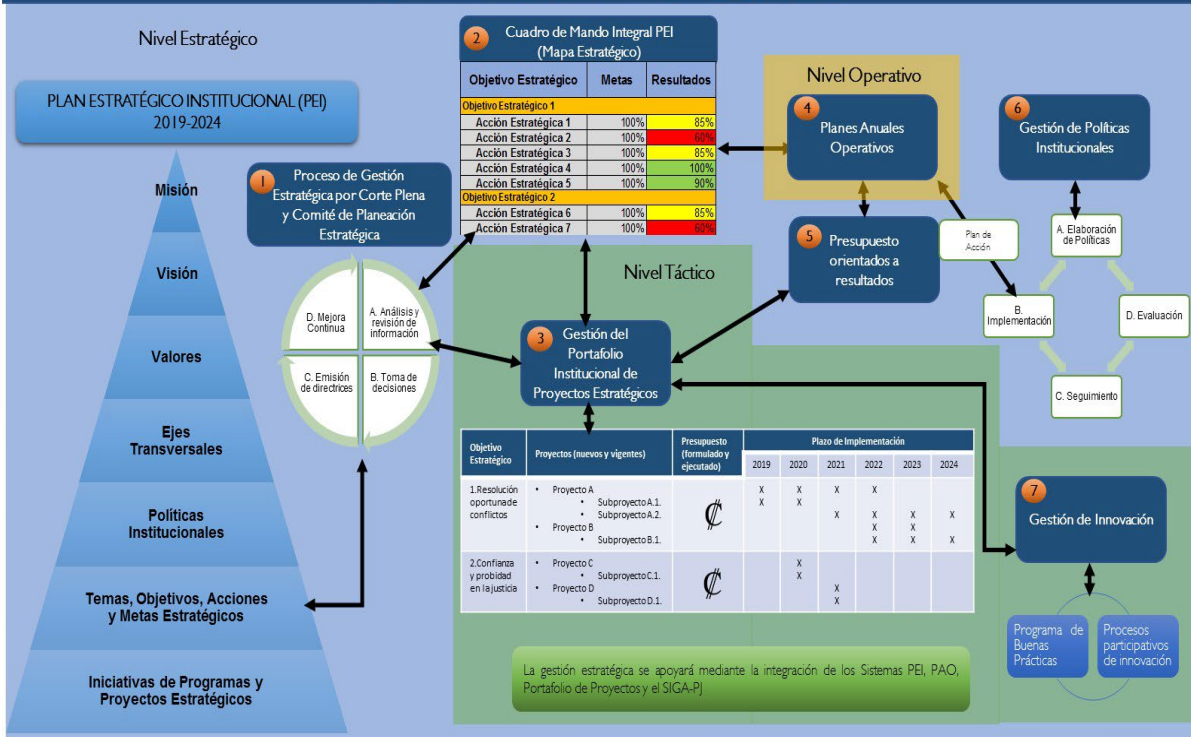 Nivel Estratégico
PLAN ESTRATÉGICO INSTITUCIONAL (PEI)
2019-2024
Misión
Visión
Valores
Ejes
Transversales
Políticas
Institucionales
Temas, Objetivos, Acciones
y Metas Estratégicos
Iniciativas de Programas y
Proyectos Estratégicos
1
Proceso de Gestión
Estratégica por Corte Plena
y Comité de Planeación
Estratégica
D. Mejora
Continua
A. Análisis y
revisión de
información
C. Emisión
de directrices
B. Toma de
decisiones
2
Cuadro de Mando Integral PEI
(Mapa Estratégico)
Objetivo Estratégico Metas Resultados
Objetivo Estratégico 1
Acción Estratégica 1 100% 85%
Acción Estratégica 2 100% 60%
Acción Estratégica 3 100% 85%
Acción Estratégica 4 100% 100%
Acción Estratégica 5 100% 90%
Objetivo Estratégico 2
Acción Estratégica 6 100% 85%
Acción Estratégica 7 100% 60%
Nivel Táctico
3
Gestión del
Portafolio
Institucional de
Proyectos Estratégicos
Objetivo
Estratégico
Proyectos (nuevos y vigentes)
Presupuesto
(formulado y
ejecutado)
Plazo de Implementación
2019 2020 2021 2022 2023 2024
1.Resolución
oportuna de
conflictos
• Proyecto A X X X X
• Subproyecto A.1. X X
• Subproyecto A.2. X X X X
• Proyecto B X X
• Subproyecto B.1. X X X
₡
2.Confianza
y probidad
en la justicia
• Proyecto C X
• Subproyecto C.1. X
• Proyecto D X
• Subproyecto D.1. X
₡
La gestión estratégica se apoyará mediante la integración de los Sistemas PEI, PAO,
Portafolio de Proyectos y el SIGA-PJ
Nivel Operativo
4
Planes Anuales
Operativos
5
Presupuesto
orientados a
resultados
Plan de
Acción
6
Gestión de Políticas
Institucionales
A. Elaboración
de Políticas
B.
Implementación
D. Evaluación
C. Seguimiento
7
Gestión de Innovación
Programa de
Buenas
Prácticas
Procesos
participativos
de innovación